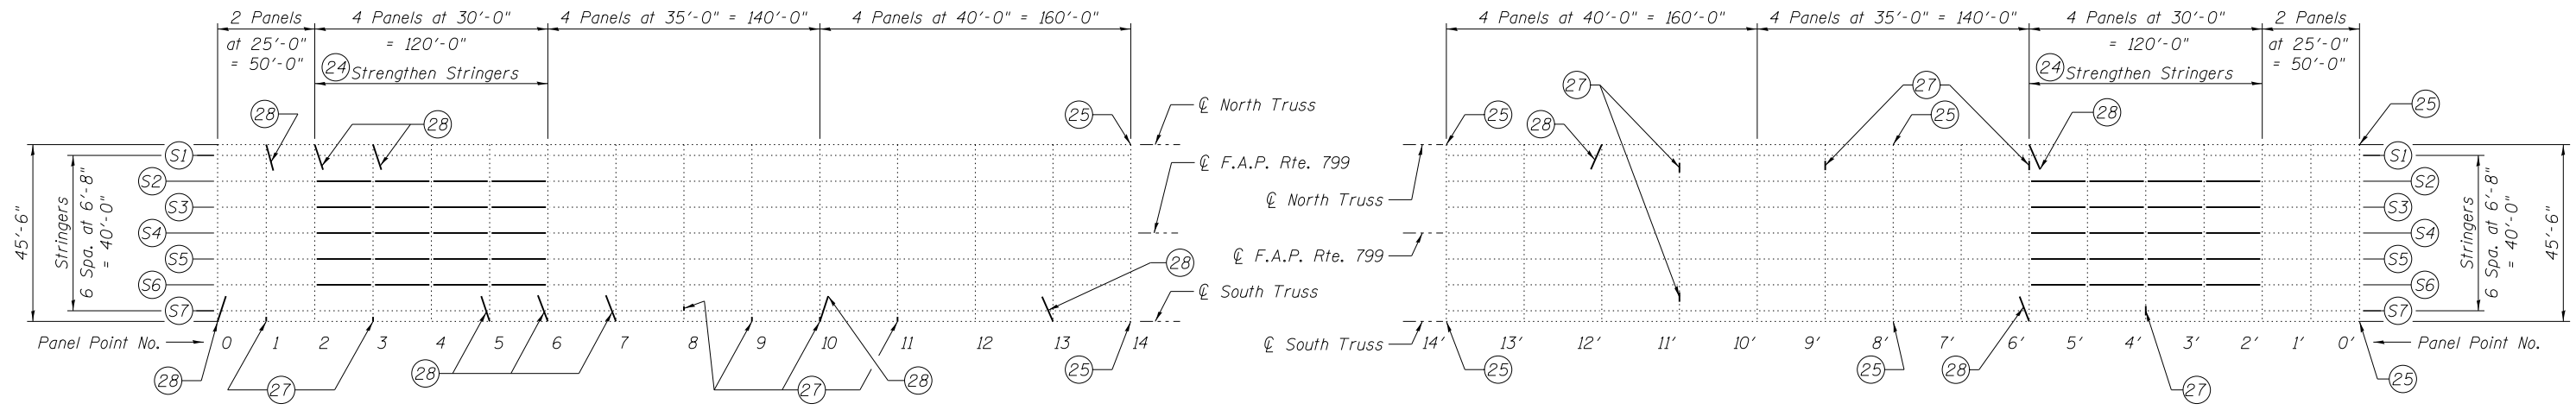 2 Panels
at 25'-0"
= 50'-0"
4 Panels at 30'-0"
= 120'-0"
24 Strengthen Stringers
4 Panels at 35'-0" = 140'-0"
4 Panels at 40'-0" = 160'-0"
28
28
25
℄ North Truss
℄ F.A.P. Rte. 799
28
℄ South Truss
45'-6"
Stringers
6 Spa. at 6'-8"
= 40'-0"
S1
S2
S3
S4
S5
S6
S7
Panel Point No.
0 1 2 3 4 5 6 7 8 9 10 11 12 13 14
28
27
28
27
28
25
4 Panels at 40'-0" = 160'-0"
4 Panels at 35'-0" = 140'-0"
4 Panels at 30'-0"
= 120'-0"
24 Strengthen Stringers
2 Panels
at 25'-0"
= 50'-0"
25
28
27
27
25
28
25
℄ North Truss
℄ F.A.P. Rte. 799
℄ South Truss
S1
S2
S3
S4
S5
S6
S7
Stringers
6 Spa. at 6'-8"
= 40'-0"
45'-6"
14' 13' 12' 11' 10' 9' 8' 7' 6' 5' 4' 3' 2' 1' 0'
Panel Point No.
25
25
28
27
25